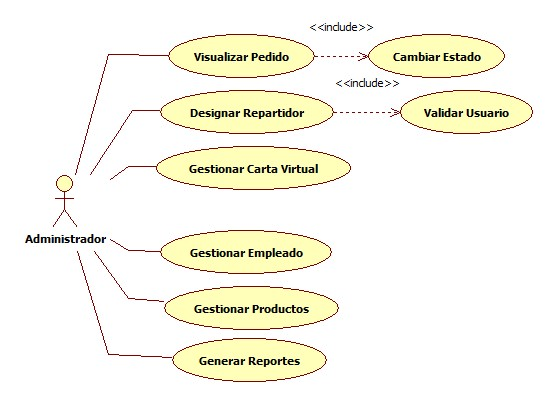 <<include>>
Visualizar Pedido
Cambiar Estado
<<include>>
Designar Repartidor
Validar Usuario
Gestionar Carta Virtual
Administrador
Gestionar Empleado
Gestionar Productos
Generar Reportes